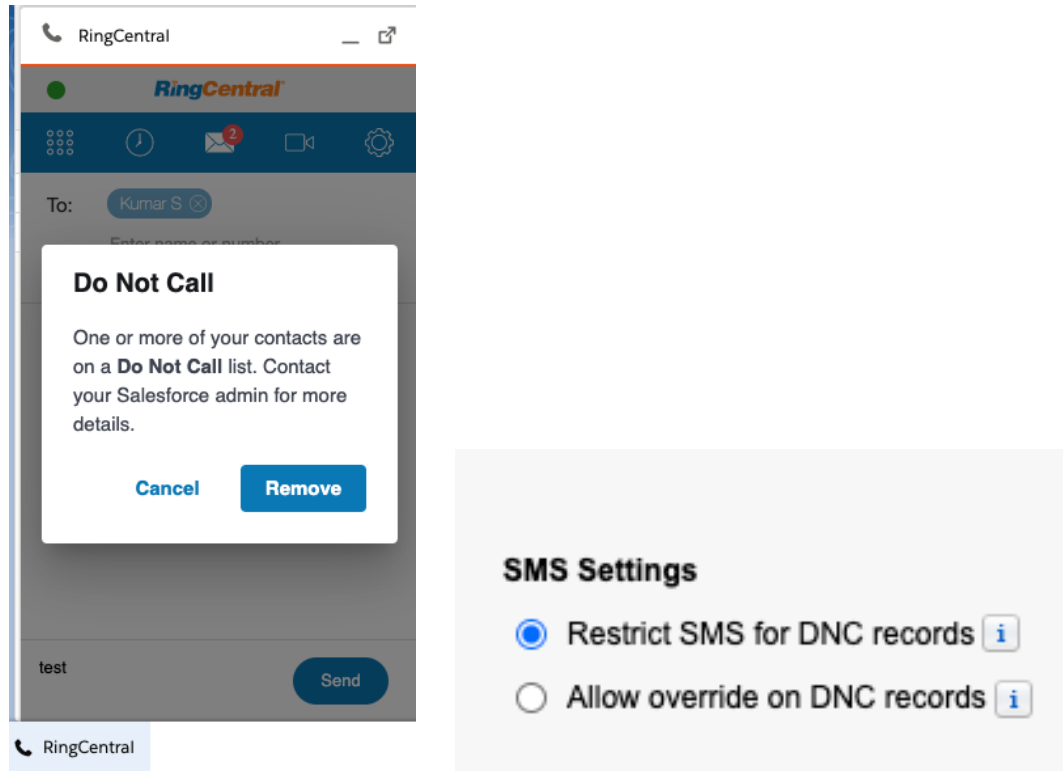 RingCentral
RingCentral
2
To:
Kumar S
Enter name or number
Do Not Call
One or more of your contacts are
on a Do Not Call list. Contact
your Salesforce admin for more
details.
Cancel Remove
test
Send
RingCentral
SMS Settings
Restrict SMS for DNC records i
Allow override on DNC records i